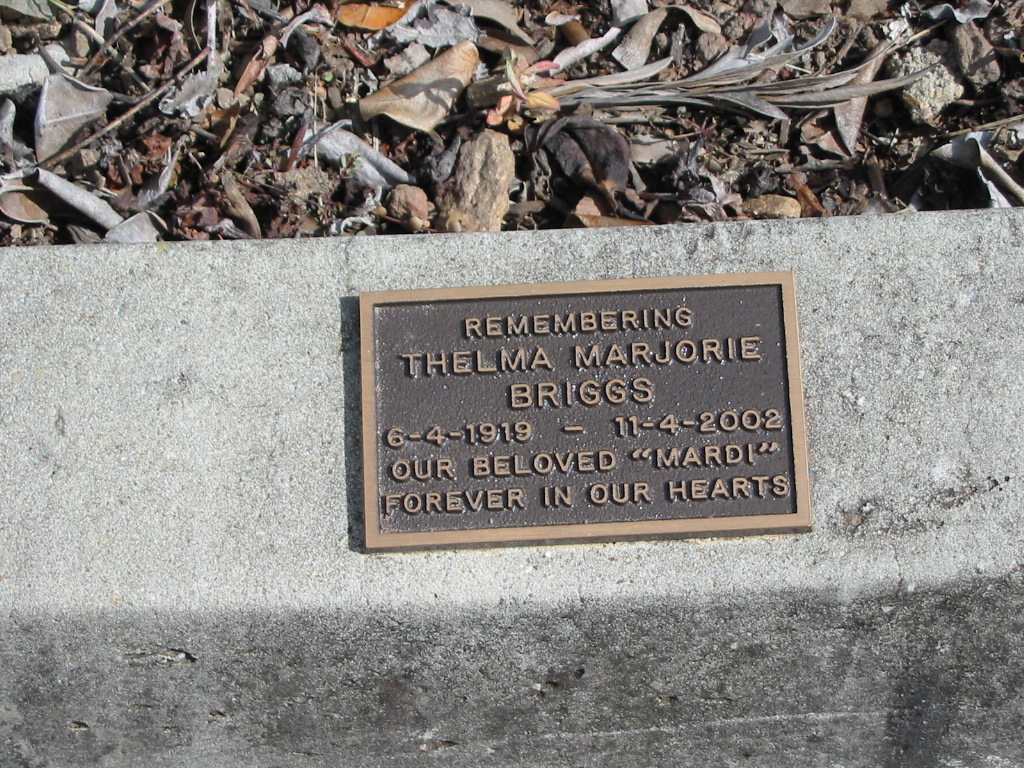 REMEMBERING
THELMA MARJORIE
BRIGGS
6-4-1919 – 11-4-2002
OUR BELOVED “MARDI”
FOREVER IN OUR HEARTS